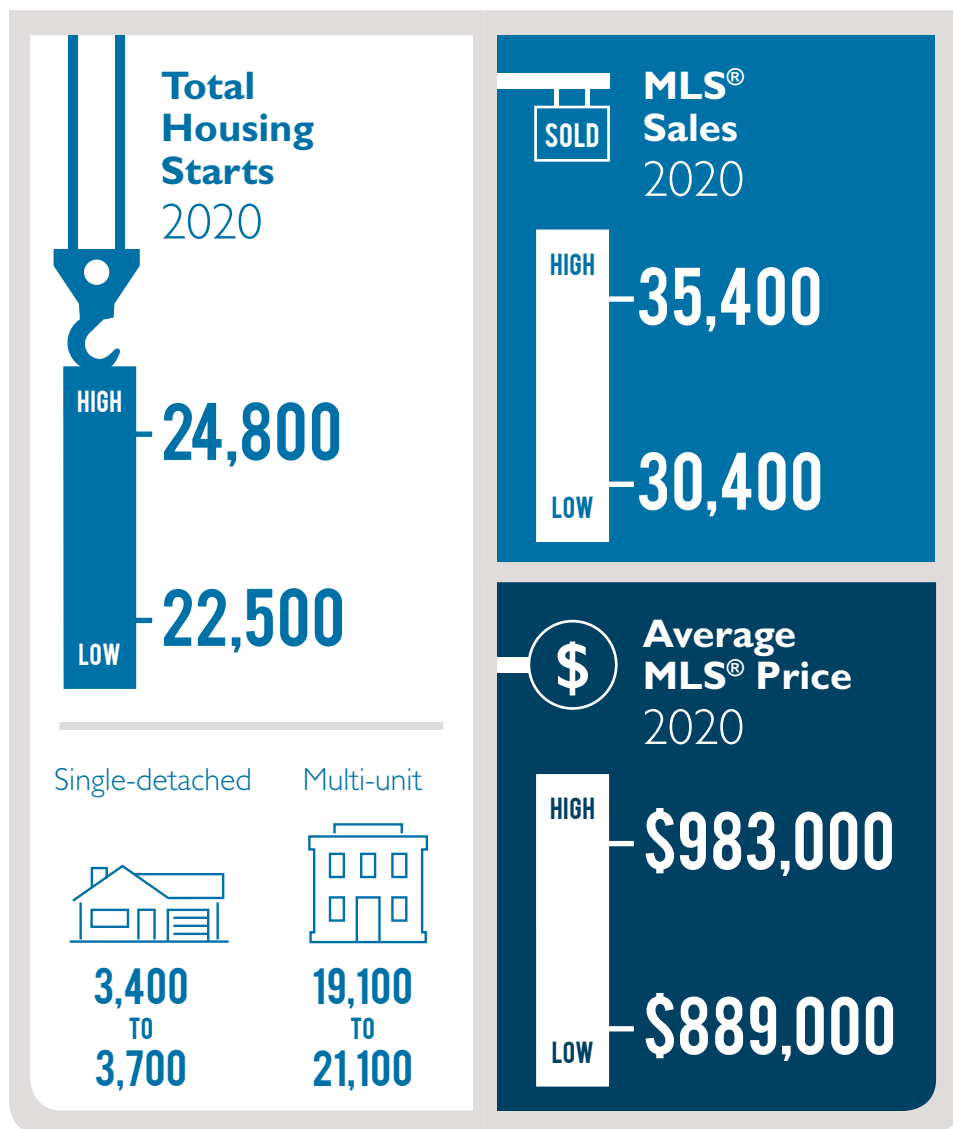 Total
Housing
Starts
2020
HIGH
24,800
22,500
LOW
Single-detached
3,400
TO
3,700
Multi-unit
19,100
TO
21,100
SOLD
MLS®
Sales
2020
HIGH
35,400
30,400
LOW
$
Average
MLS® Price
2020
HIGH
$983,000
$889,000
LOW